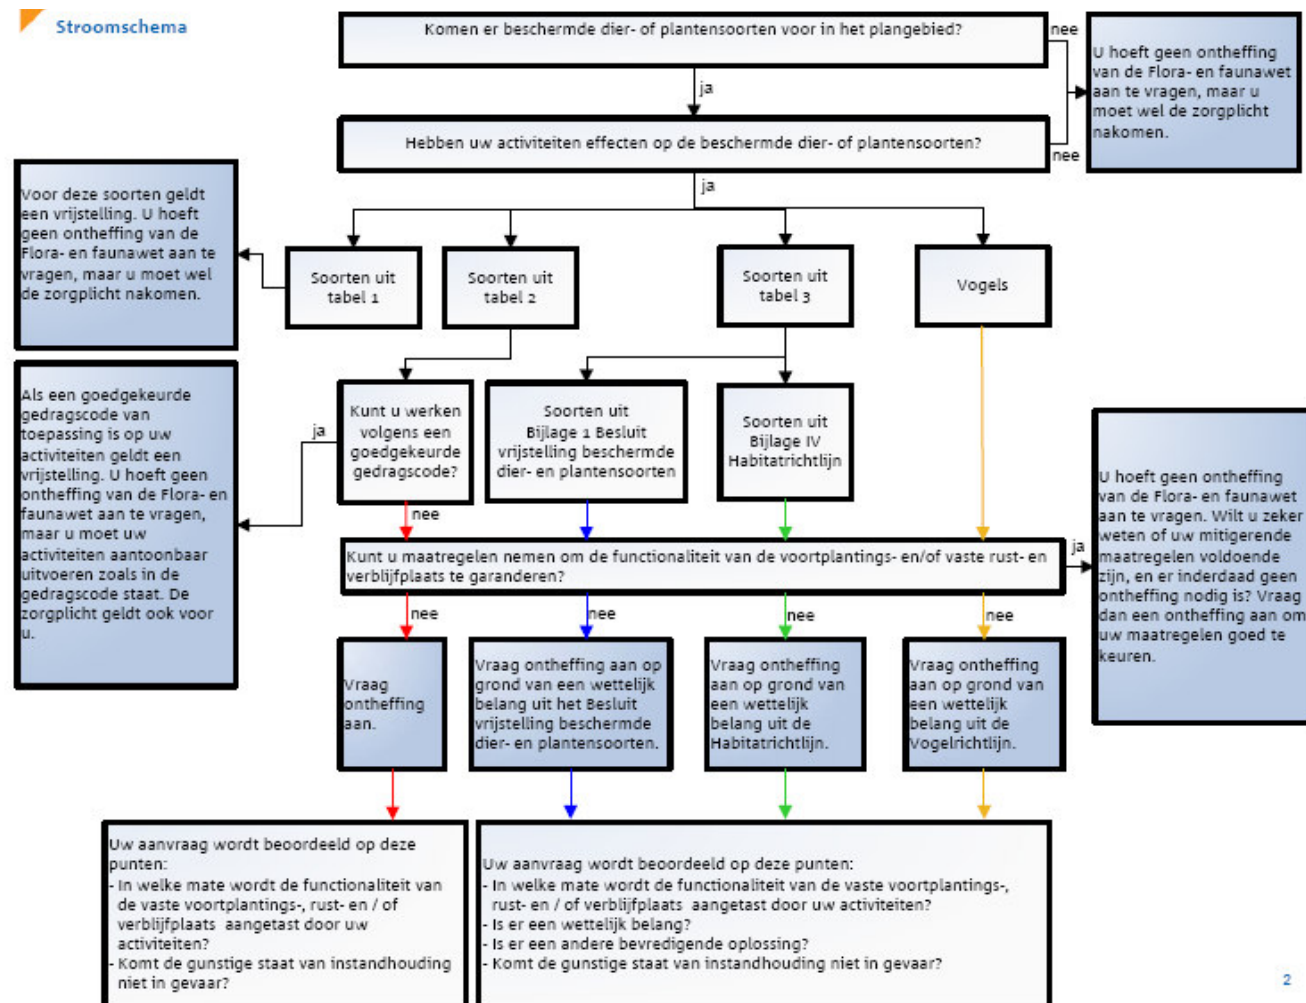 Stroomschema
Komen er beschermde dier- of plantensoorten voor in het plangebied?
nee
U hoeft geen ontheffing
van de Flora- en faunawet
aan te vragen, maar u
moet wel de zorgplicht
nakomen.
ja
Hebben uw activiteiten effecten op de beschermde dier- of plantensoorten?
nee
ja
Voor deze soorten geldt
een vrijstelling. U hoeft
geen ontheffing van de
Flora- en faunawet aan te
vragen, maar u moet wel
de zorgplicht nakomen.
Soorten uit
tabel 1
Soorten uit
tabel 2
Soorten uit
tabel 3
Vogels
Als een goedgekeurde
gedragscode van
toepassing is op uw
activiteiten geldt een
vrijstelling. U hoeft geen
ontheffing van de Flora- en
faunawet aan te vragen,
maar u moet uw
activiteiten aantoonbaar
uitvoeren zoals in de
gedragscode staat. De
zorgplicht geldt ook voor
u.
ja
Kunt u werken
volgens een
goedgekeurde
gedragscode?
Soorten uit
Bijlage 1 Besluit
vrijstelling beschermde
dier- en plantensoorten
Soorten uit
Bijlage IV
Habitatrichtlijn
nee
Kunt u maatregelen nemen om de functionaliteit van de voortplantings- en/of vaste rust- en
verblijfplaats te garanderen?
ja
U hoeft geen ontheffing
van de Flora- en faunawet
aan te vragen. Wilt u zeker
weten of uw mitigerende
maatregelen voldoende
zijn, en er inderdaad geen
ontheffing nodig is? Vraag
dan een ontheffing aan om
uw maatregelen goed te
keuren.
nee
nee
nee
nee
Vraag
ontheffing
aan.
Vraag ontheffing aan op
grond van een wettelijk
belang uit het Besluit
vrijstelling beschermde
dier- en plantensoorten.
Vraag ontheffing
aan op grond van
een wettelijk
belang uit de
Habitatrichtlijn.
Vraag ontheffing
aan op grond van
een wettelijk
belang uit de
Vogelrichtlijn.
Uw aanvraag wordt beoordeeld op deze
punten:
- In welke mate wordt de functionaliteit van
de vaste voortplantings-, rust- en / of
verblijfplaats aangetast door uw
activiteiten?
- Komt de gunstige staat van instandhouding
niet in gevaar?
Uw aanvraag wordt beoordeeld op deze punten:
- In welke mate wordt de functionaliteit van de vaste voortplantings-,
rust- en / of verblijfplaats aangetast door uw activiteiten?
- Is er een wettelijk belang?
- Is er een andere bevredigende oplossing?
- Komt de gunstige staat van instandhouding niet in gevaar?
2